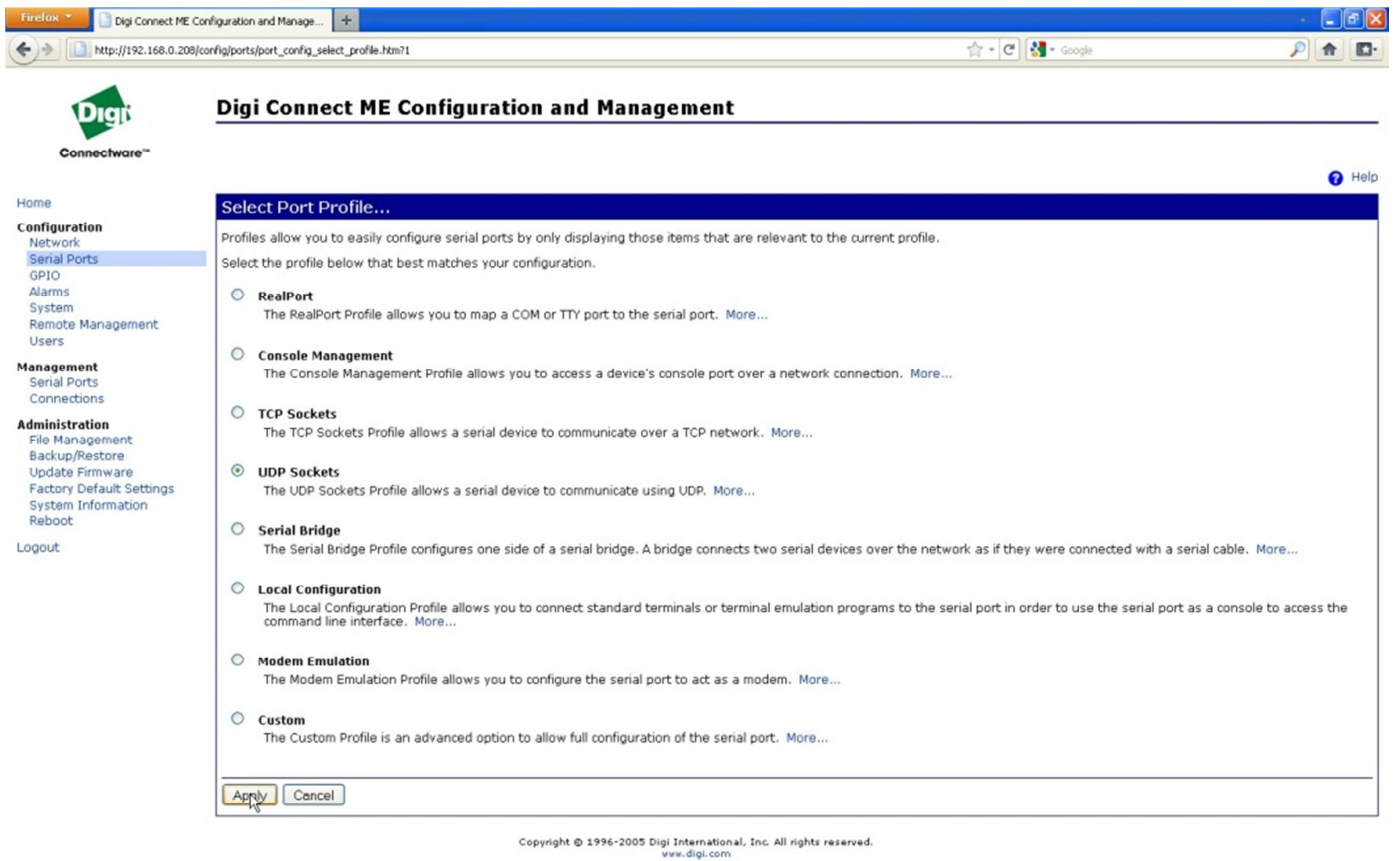 Firefox
Digi Connect ME Configuration and Manage...
http://192.168.0.208/config/ports/port_config_select_profile.htm?1
Google
Digi
Connectware™
Digi Connect ME Configuration and Management
Help
Home
Configuration
Network
Serial Ports
GPIO
Alarms
System
Remote Management
Users
Management
Serial Ports
Connections
Administration
File Management
Backup/Restore
Update Firmware
Factory Default Settings
System Information
Reboot
Logout
Select Port Profile...
Profiles allow you to easily configure serial ports by only displaying those items that are relevant to the current profile.
Select the profile below that best matches your configuration.
RealPort
The RealPort Profile allows you to map a COM or TTY port to the serial port. More...
Console Management
The Console Management Profile allows you to access a device's console port over a network connection. More...
TCP Sockets
The TCP Sockets Profile allows a serial device to communicate over a TCP network. More...
UDP Sockets
The UDP Sockets Profile allows a serial device to communicate using UDP. More...
Serial Bridge
The Serial Bridge Profile configures one side of a serial bridge. A bridge connects two serial devices over the network as if they were connected with a serial cable. More...
Local Configuration
The Local Configuration Profile allows you to connect standard terminals or terminal emulation programs to the serial port in order to use the serial port as a console to access the
command line interface. More...
Modem Emulation
The Modem Emulation Profile allows you to configure the serial port to act as a modem. More...
Custom
The Custom Profile is an advanced option to allow full configuration of the serial port. More...
Apply Cancel
Copyright © 1996-2005 Digi International, Inc. All rights reserved.
www.digi.com